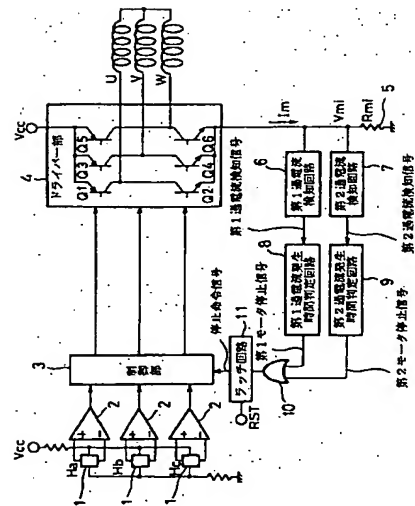 U
V
W
Vcc
4
ドライバー部
Q1
Q3
Q5
Q2
Q4
Q6
Im
Vmi
Rmi
5
第1過電流検知信号
6
第1過電流
検知回路
7
第2過電流
検知回路
第2過電流検知信号
8
第1過電流発生
時間判定回路
9
第2過電流発生
時間判定回路
第1モータ停止信号
第2モータ停止信号
10
停止命令信号
11
ラッチ回路
RST
3
制御部
2
2
2
+
-
+
-
+
-
Vcc
Ha
Hb
Hc
1
1
1